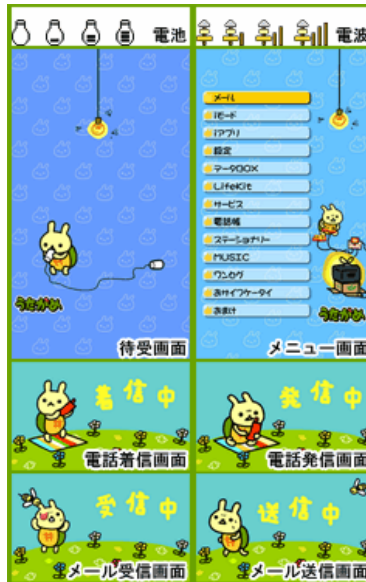 電池
電波
うたがめ
待受画面
メール
iモード
iアプリ
設定
データBOX
LifeKit
サービス
電話帳
ステーショナリー
MUSIC
ワンセグ
おサイフケータイ
おまけ
うたがめ
メニュー画面
着信中
電話着信画面
発信中
電話発信画面
受信中
メール受信画面
送信中
メール送信画面